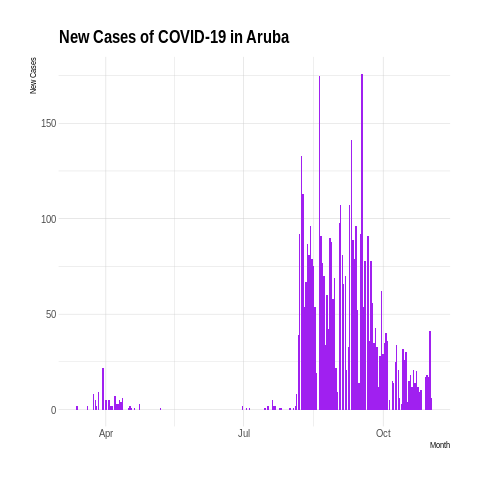 New Cases of COVID-19 in Aruba
New Cases
150
100
50
0
Apr
Jul
Oct
Month